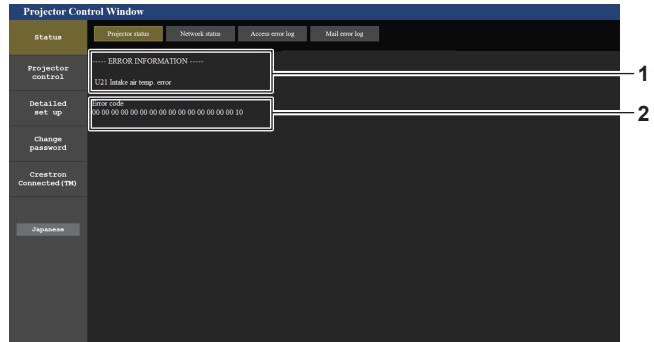 Projector Control Window
Status
Projector status
Network status
Access error log
Mail error log
Projector
control
Detailed
set up
Change
password
Crestron
Connected(TM)
Japanese
----- ERROR INFORMATION -----
U21 Intake air temp. error
Error code
00 00 00 00 00 00 00 00 00 00 00 00 00 00 00 10
1
2